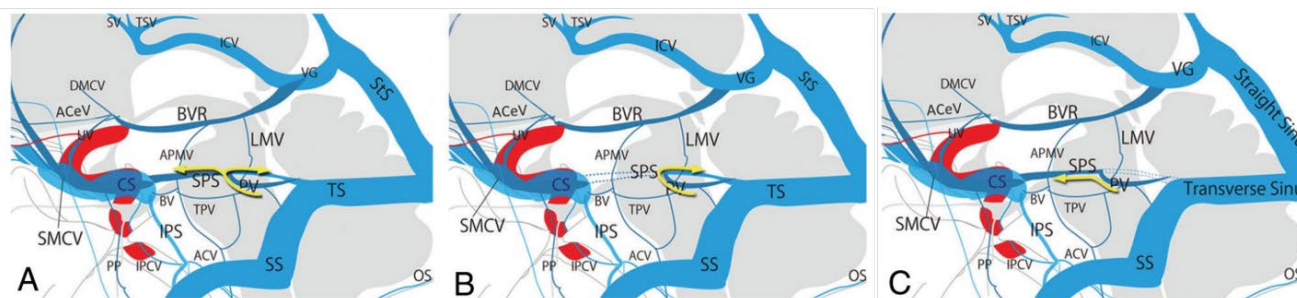 SV TSV
ICV
VG
StS
DMCV
ACeV
BVR
UV
LMV
APMV
SPS
PV
CS
TS
BV
TPV
SMCV
IPS
ACV
SS
PP
IPCV
OS
A
SV TSV
ICV
VG
StS
DMCV
ACeV
BVR
UV
LMV
APMV
SPS
CS
TS
BV
TPV
SMCV
IPS
ACV
SS
PP
IPCV
OS
B
SV TSV
ICV
VG
Straight Sinu
DMCV
ACeV
BVR
UV
LMV
APMV
SPS
PV
CS
Transverse Sinu
BV
TPV
SMCV
IPS
ACV
SS
PP
IPCV
OS
C